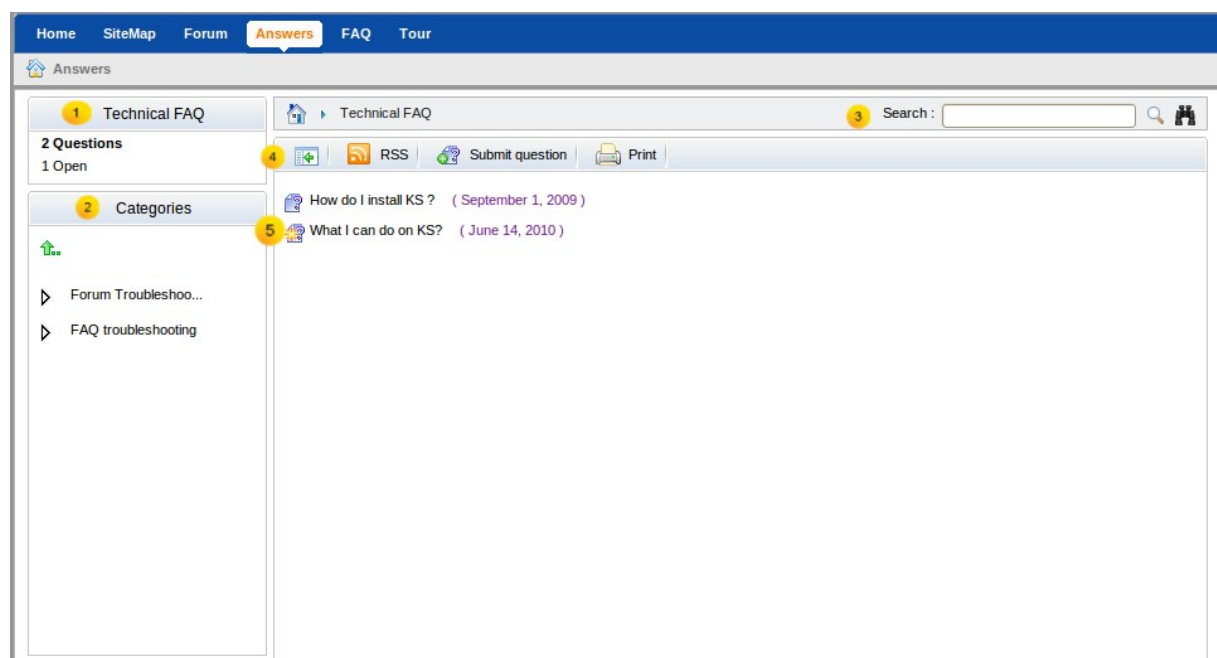 Home SiteMap Forum Answers FAQ Tour
Answers
1 Technical FAQ
2 Questions
1 Open
2 Categories
Forum Troubleshoo...
FAQ troubleshooting
Technical FAQ
3 Search :
4 RSS Submit question Print
How do I install KS ? ( September 1, 2009 )
5 What I can do on KS? ( June 14, 2010 )